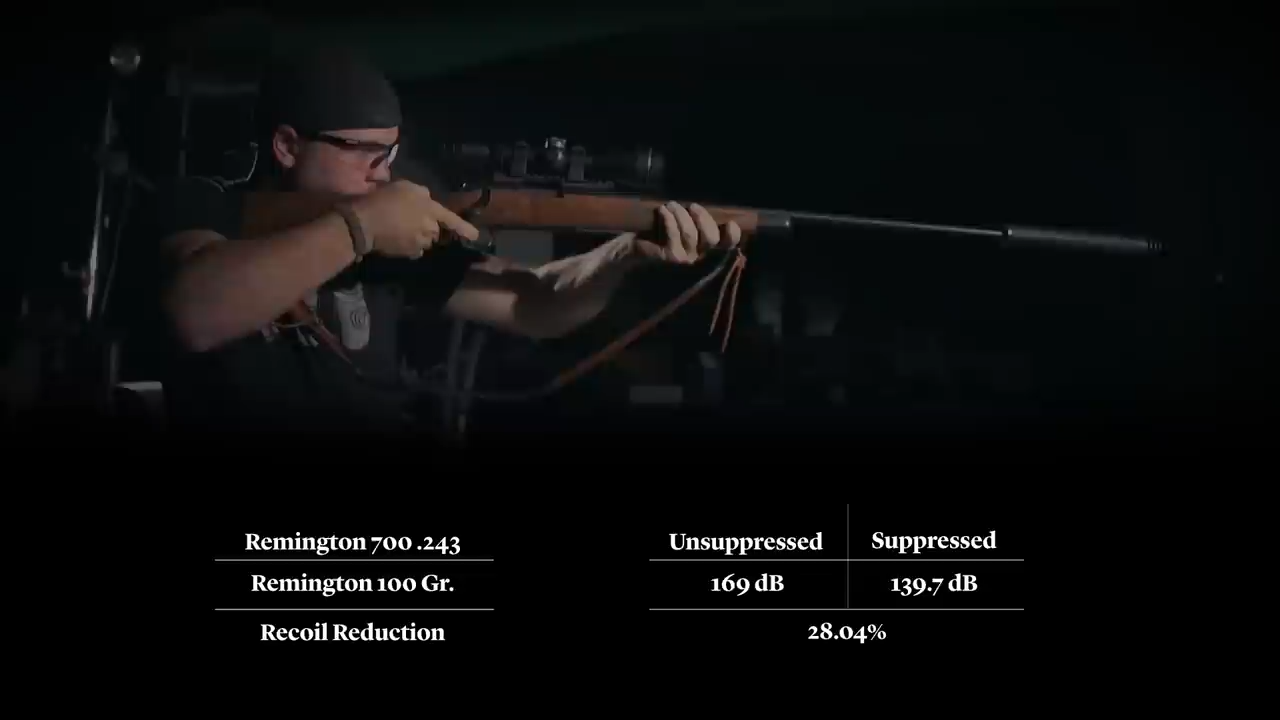 Remington 700 .243
Unsuppressed Suppressed
Remington 100 Gr.
169 dB 139.7 dB
Recoil Reduction
28.04%